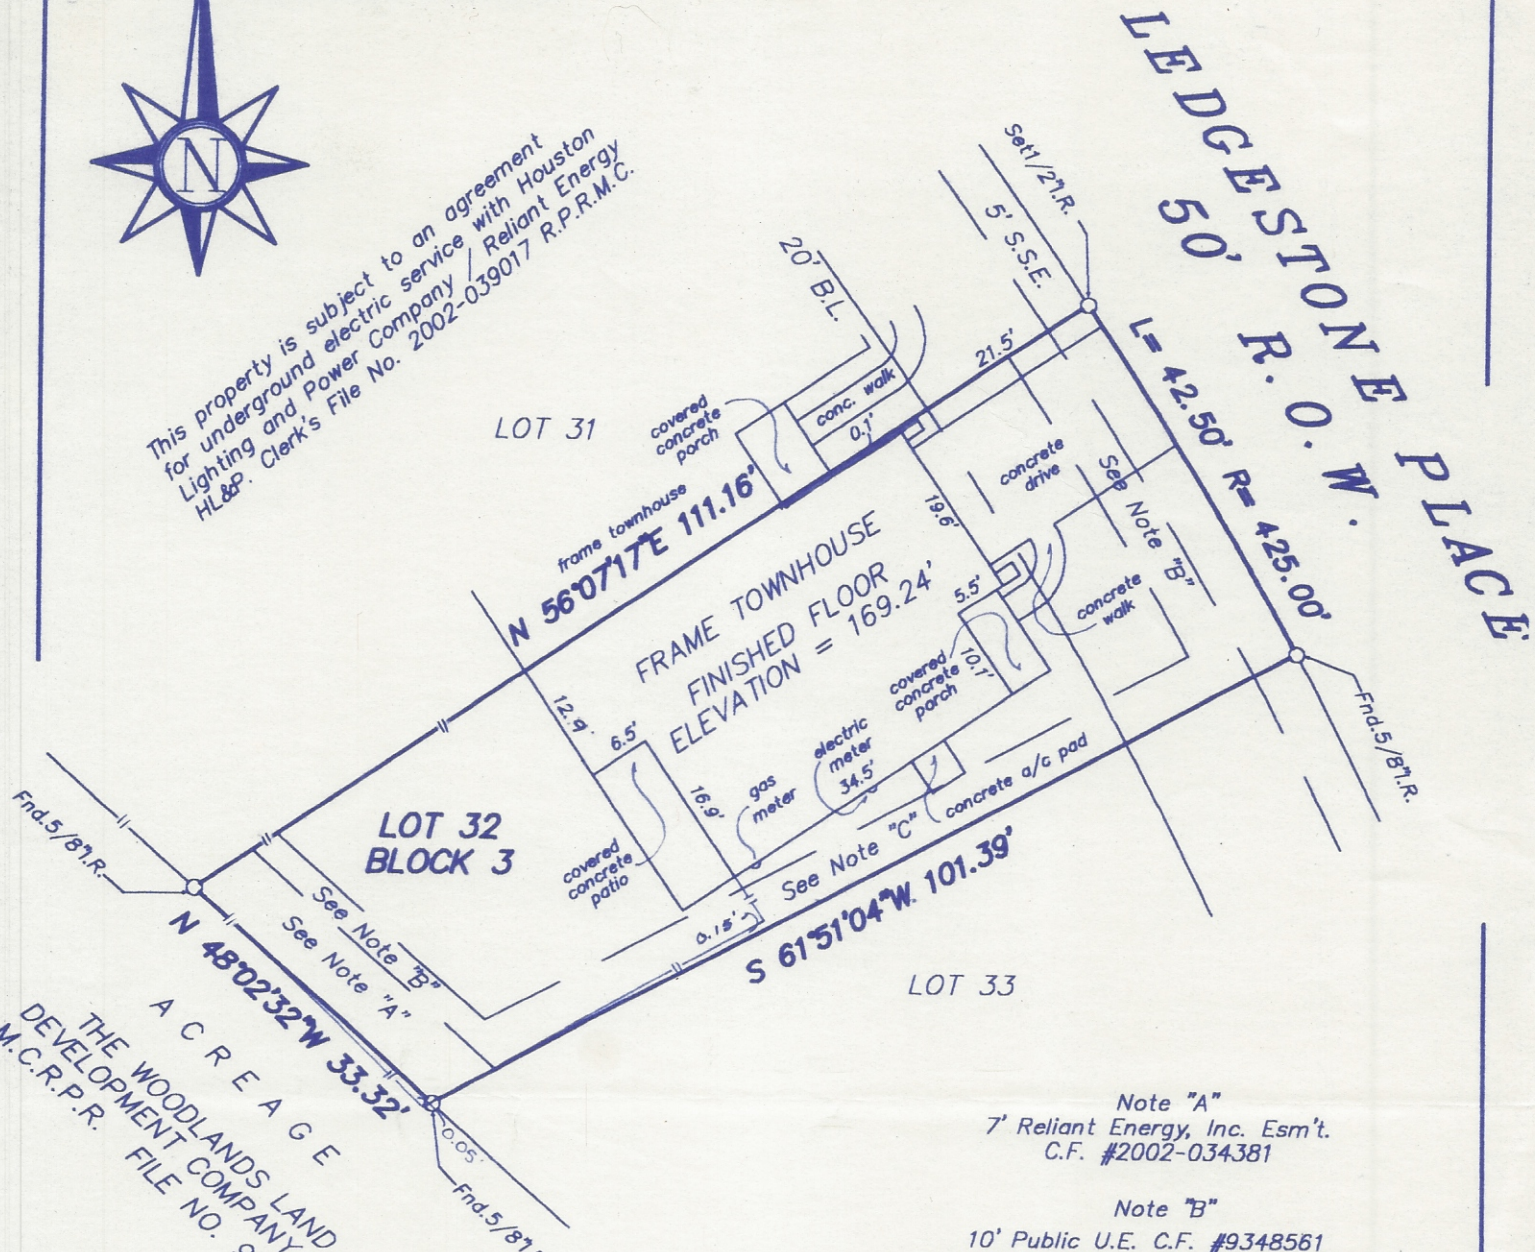 N
This property is subject to an agreement
for underground electric service with Houston
Lighting and Power Company / Reliant Energy
HL&P. Clerk's File No. 2002-039017 R.P.R.M.C.
LEDGESTONE PLACE
50' R.O.W.
Set1/2"I.R.
5' S.S.E.
20' B.L.
L= 42.50' R= 425.00'
21.5'
conc. walk
0.1'
covered
concrete
porch
LOT 31
frame townhouse
N 56°07'17"E 111.16'
concrete
drive
See Note "B"
19.6'
FRAME TOWNHOUSE
FINISHED FLOOR
ELEVATION = 169.24'
5.5'
10.1'
concrete
walk
covered
concrete
porch
12.9'
6.5'
16.9'
gas
meter
electric
meter
34.5'
concrete a/c pad
Fnd.5/8"I.R.
LOT 32
BLOCK 3
covered
concrete
patio
See Note "C"
0.15'
S 61°51'04"W 101.39'
LOT 33
Fnd.5/8"I.R.
See Note "B"
See Note "A"
N 48°02'32"W 33.32'
0.05'
Fnd.5/8"I
ACREAGE
THE WOODLANDS LAND
DEVELOPMENT COMPANY
M.C.R.P.R. FILE NO.
Note "A"
7' Reliant Energy, Inc. Esm't.
C.F. #2002-034381
Note "B"
10' Public U.E. C.F. #9348561